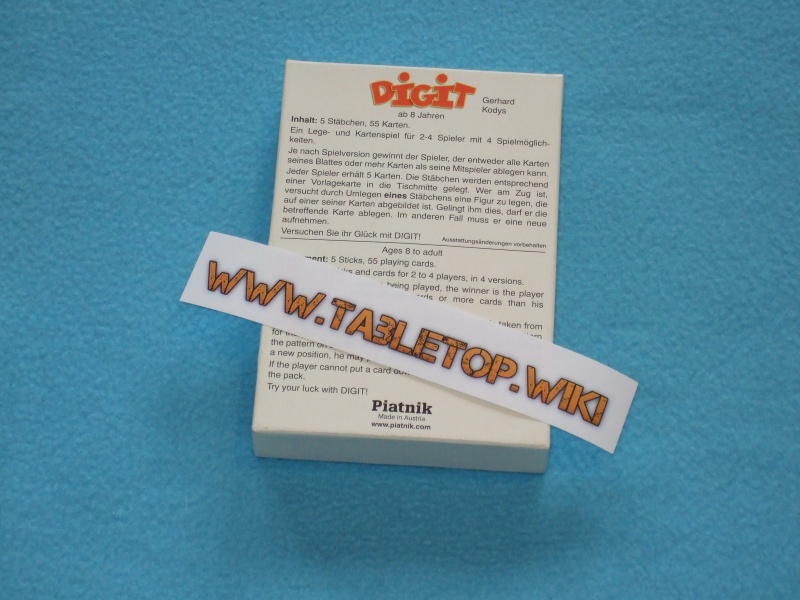 DiGiT
Gerhard
Kodys
ab 8 Jahren
Inhalt: 5 Stäbchen, 55 Karten.
Ein Lege- und Kartenspiel für 2-4 Spieler mit 4 Spielmöglich-
keiten.
Je nach Spielversion gewinnt der Spieler, der entweder alle Karten
seines Blattes oder mehr Karten als seine Mitspieler ablegen kann.
Jeder Spieler erhält 5 Karten. Die Stäbchen werden entsprechend
einer Vorlagekarte in die Tischmitte gelegt. Wer am Zug ist,
versucht durch Umlegen eines Stäbchens eine Figur zu legen, die
auf einer seiner Karten abgebildet ist. Gelingt ihm dies, darf er die
betreffende Karte ablegen. Im anderen Fall muss er eine neue
aufnehmen.
Versuchen Sie ihr Glück mit DIGIT!
Ausstattungsänderungen vorbehalten
Ages 8 to adult
5 Sticks, 55 playing cards.
and cards for 2 to 4 players, in 4 versions.
being played, the winner is the player
or more cards than his
taken from
WWW.TABLETOP.WIKI
the pattern on
a new position, he may
If the player cannot put a card
the pack.
Try your luck with DIGIT!
Piatnik
Made in Austria
www.piatnik.com